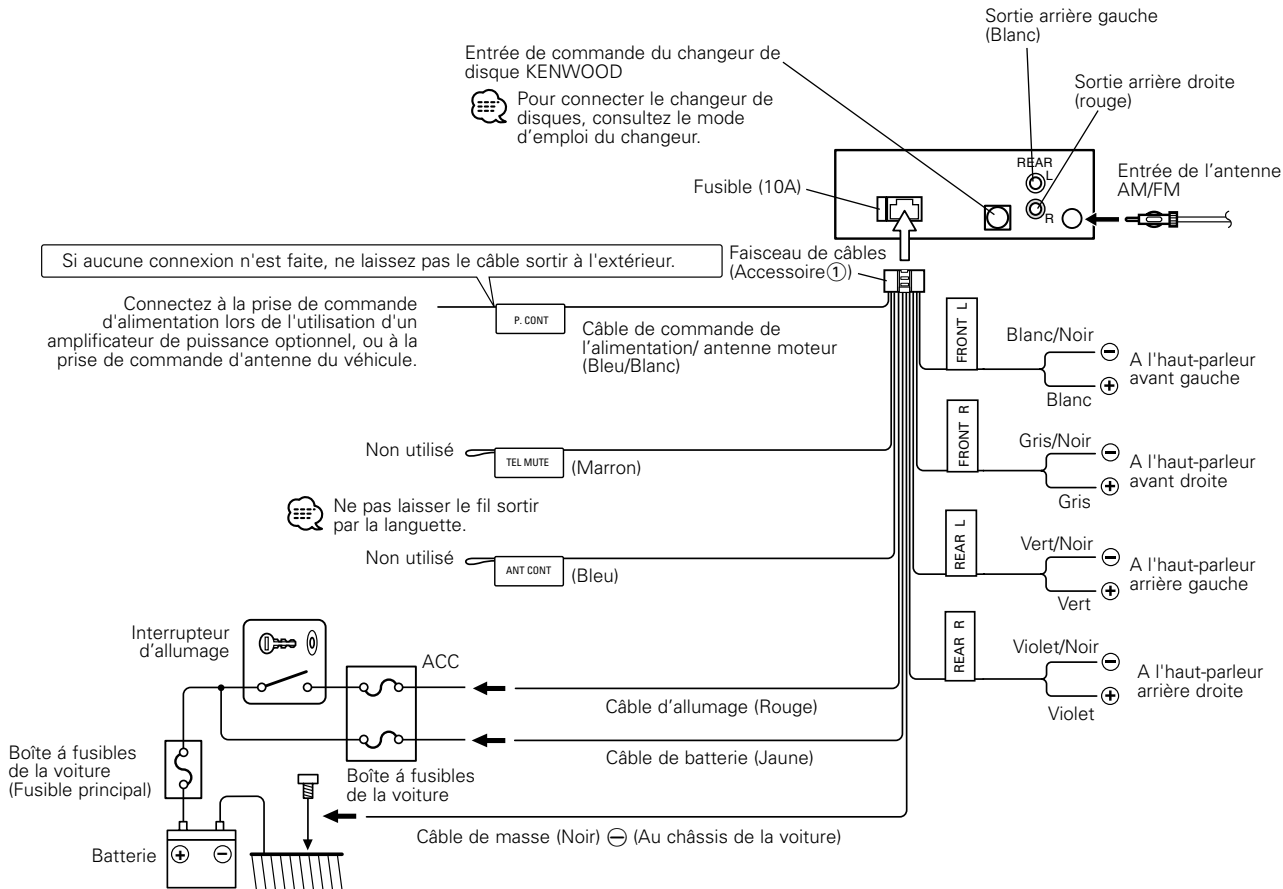 Sortie arrière gauche
(Blanc)
Entrée de commande du changeur de
disque KENWOOD
Sortie arrière droite
(rouge)
Pour connecter le changeur de
disques, consultez le mode
d'emploi du changeur.
REAR
L
R
Entrée de l'antenne
AM/FM
Fusible (10A)
Faisceau de câbles
(Accessoire①)
Si aucune connexion n'est faite, ne laissez pas le câble sortir à l'extérieur.
Connectez à la prise de commande
d'alimentation lors de l'utilisation d'un
amplificateur de puissance optionnel, ou à la
prise de commande d'antenne du véhicule.
P. CONT
Câble de commande de
l'alimentation/ antenne moteur
(Bleu/Blanc)
FRONT L
Blanc/Noir
⊖
⊕
Blanc
A l'haut-parleur
avant gauche
FRONT R
Gris/Noir
⊖
⊕
Gris
A l'haut-parleur
avant droite
Non utilisé
TEL MUTE
(Marron)
Ne pas laisser le fil sortir
par la languette.
Non utilisé
ANT CONT
(Bleu)
REAR L
Vert/Noir
⊖
⊕
Vert
A l'haut-parleur
arrière gauche
REAR R
Violet/Noir
⊖
⊕
Violet
A l'haut-parleur
arrière droite
Interrupteur
d'allumage
ACC
Câble d'allumage (Rouge)
Câble de batterie (Jaune)
Boîte á fusibles
de la voiture
(Fusible principal)
Boîte á fusibles
de la voiture
Câble de masse (Noir) ⊖ (Au châsis de la voiture)
Batterie
⊕ ⊖